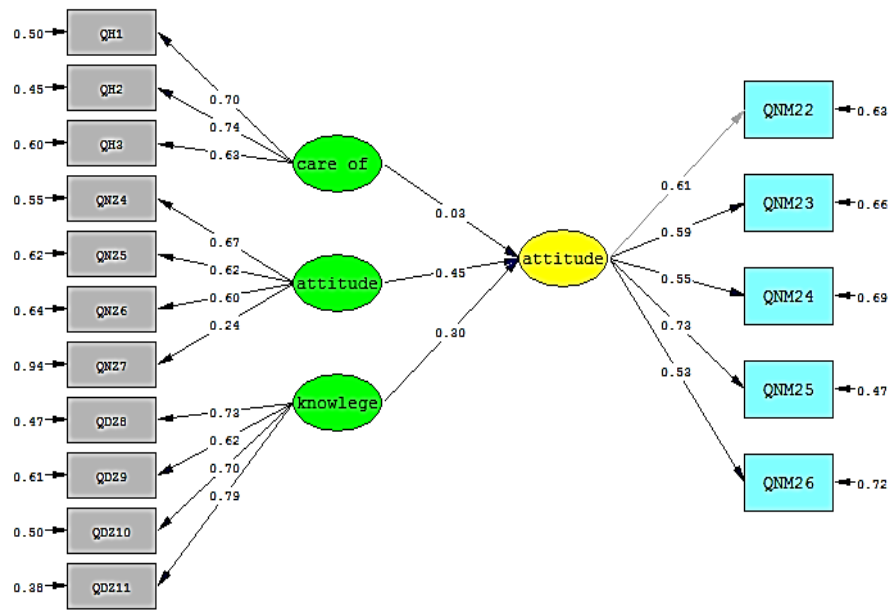 0.50 QH1
0.45 QH2
0.60 QH3
0.55 QNZ4
0.62 QNZ5
0.64 QNZ6
0.94 QNZ7
0.47 QDZ8
0.61 QDZ9
0.50 QDZ10
0.38 QDZ11
0.70
0.74
0.63
0.67
0.62
0.60
0.24
0.73
0.62
0.70
0.79
care of
attitude
knowlege
0.03
0.45
0.30
attitude
0.61
0.59
0.55
0.73
0.53
QNM22 0.63
QNM23 0.66
QNM24 0.69
QNM25 0.47
QNM26 0.72